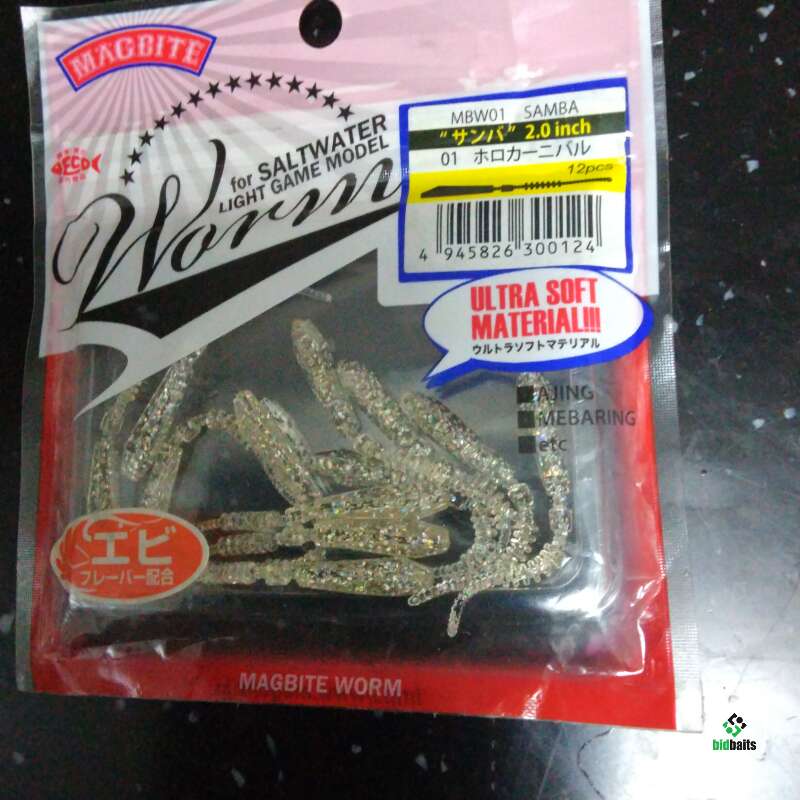 MAGBITE
for SALTWATER
LIGHT GAME MODEL
Worm
ECO
MBW01 SAMBA
"サンバ" 2.0 inch
01 ホロカーニバル
12pcs
4 945826 300124
ULTRA SOFT
MATERIAL!!!
ウルトラソフトマテリアル
AJING
MEBARING
etc
エビ
フレーバー配合
MAGBITE WORM
bidbaits